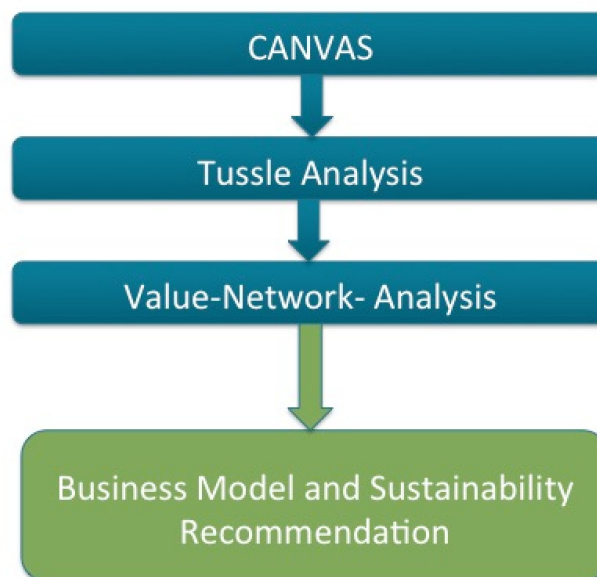 CANVAS
Tussle Analysis
Value-Network- Analysis
Business Model and Sustainability
Recommendation